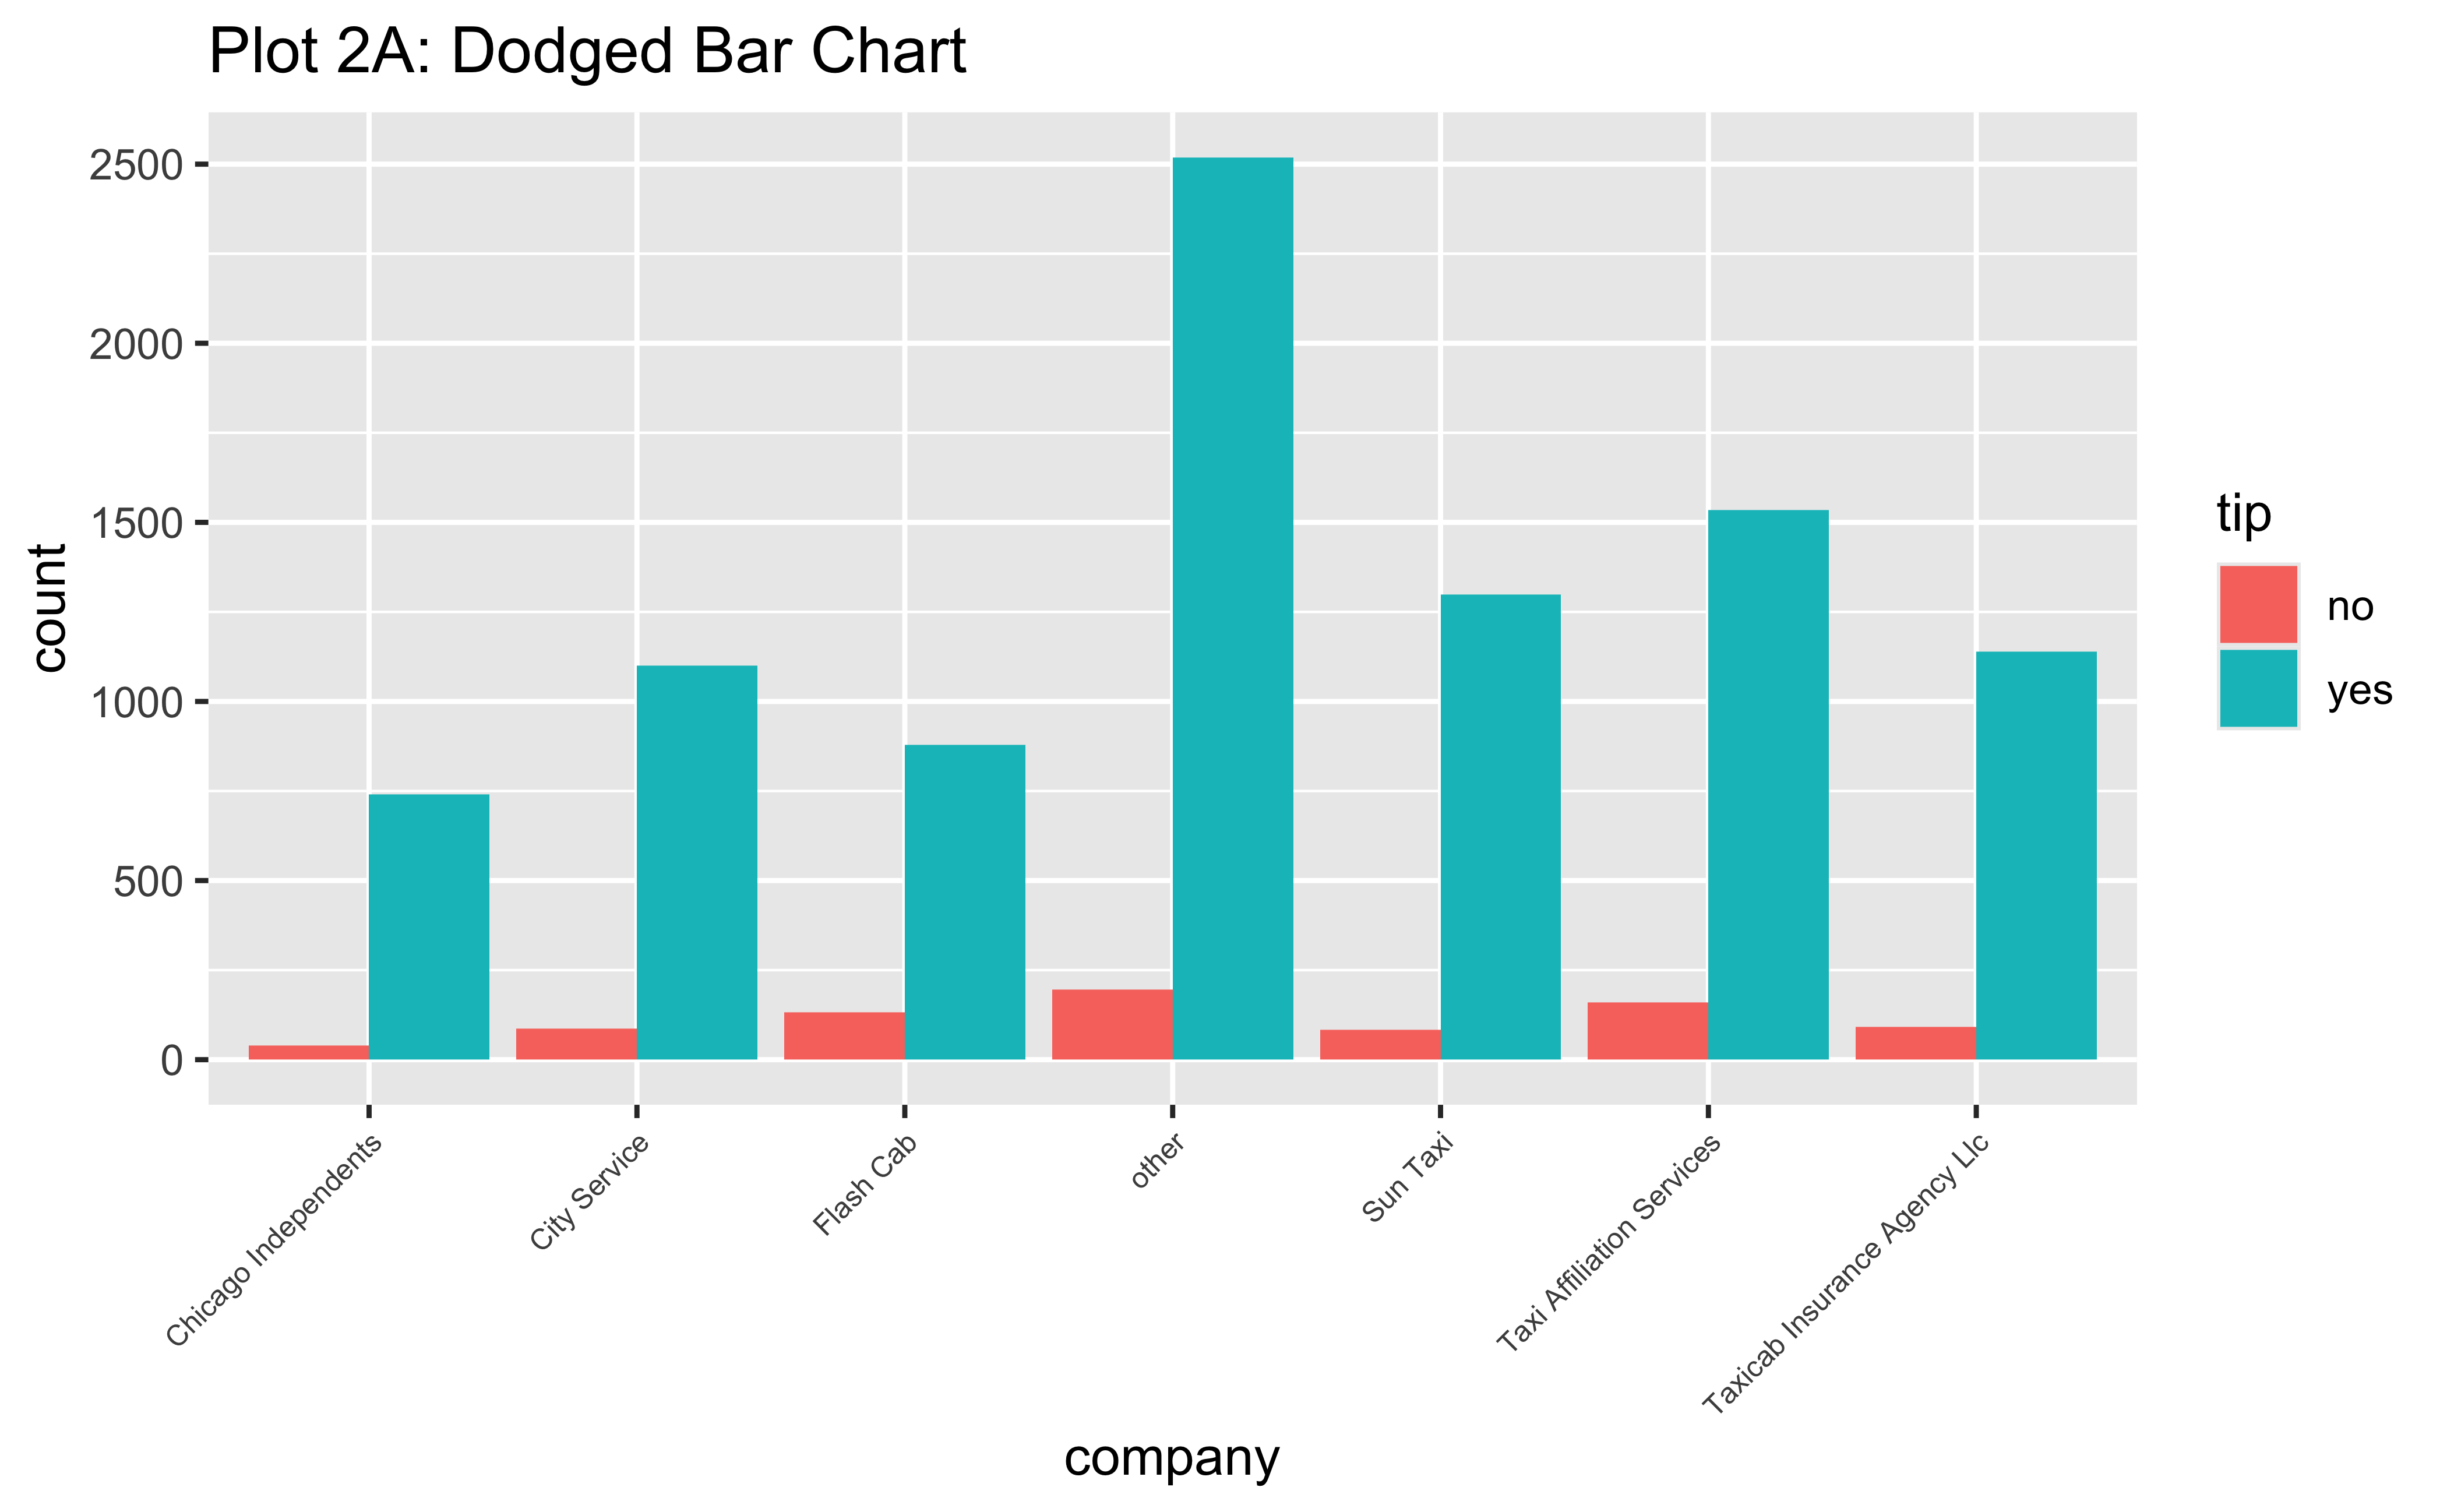 Plot 2A: Dodged Bar Chart
count
2500
2000
1500
1000
500
0
Chicago Independents
City Service
Flash Cab
other
Sun Taxi
Taxi Affiliation Services
Taxicab Insurance Agency Llc
company
tip
no
yes